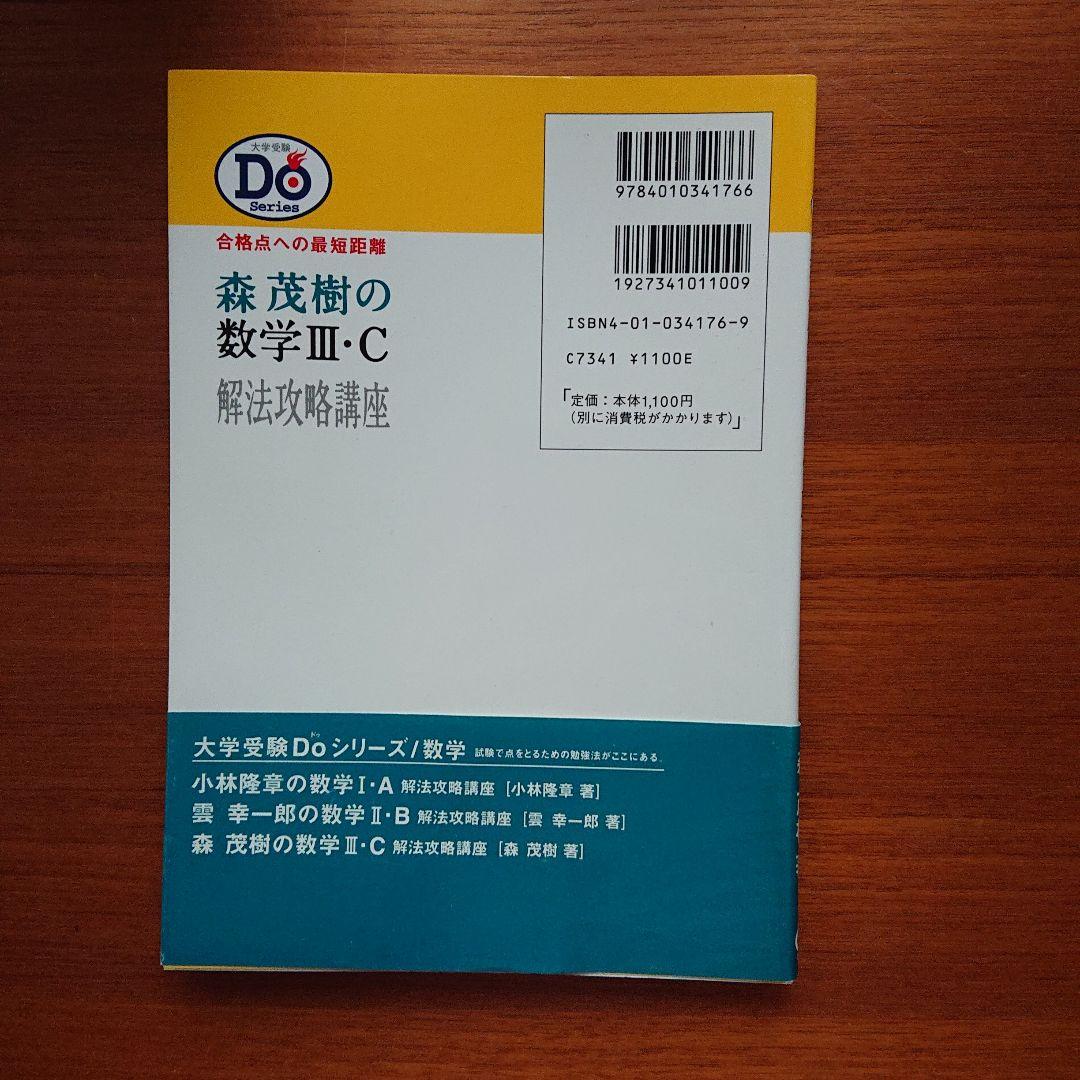 大学受験
Do
Series
合格点への最短距離
森 茂樹の
数学Ⅲ・C
解法攻略講座
9784010341766
1927341011009
ISBN4-01-034176-9
C7341 ¥1100E
「定価：本体1,100円
（別に消費税がかかります）」
ドゥ
大学受験Doシリーズ/数学 試験で点をとるための勉強法がここにある。
小林隆章の数学Ⅰ・A 解法攻略講座 [小林隆章 著]
雲 幸一郎の数学Ⅱ・B 解法攻略講座 [雲 幸一郎 著]
森 茂樹の数学Ⅲ・C 解法攻略講座 [森 茂樹 著]